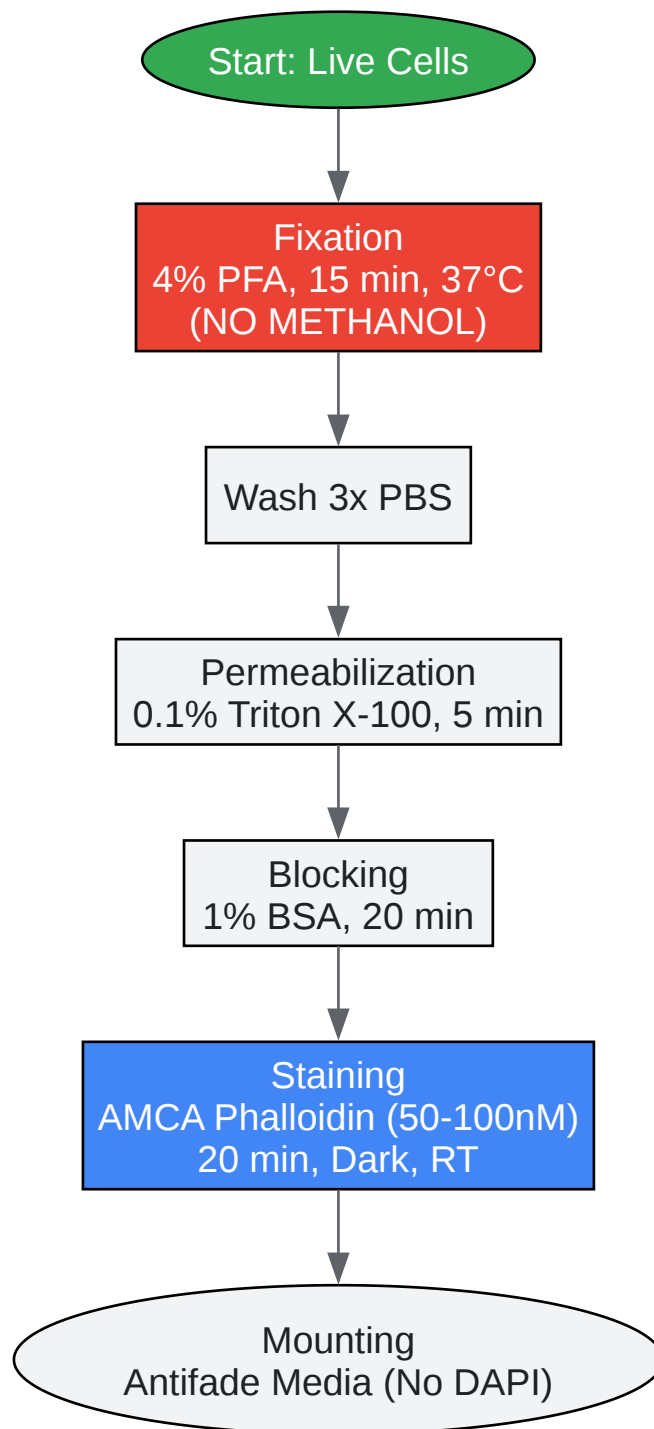 Start: Live Cells
Fixation
4% PFA, 15 min, 37°C
(NO METHANOL)
Wash 3x PBS
Permeabilization
0.1% Triton X-100, 5 min
Blocking
1% BSA, 20 min
Staining
AMCA Phalloidin (50-100nM)
20 min, Dark, RT
Mounting
Antifade Media (No DAPI)